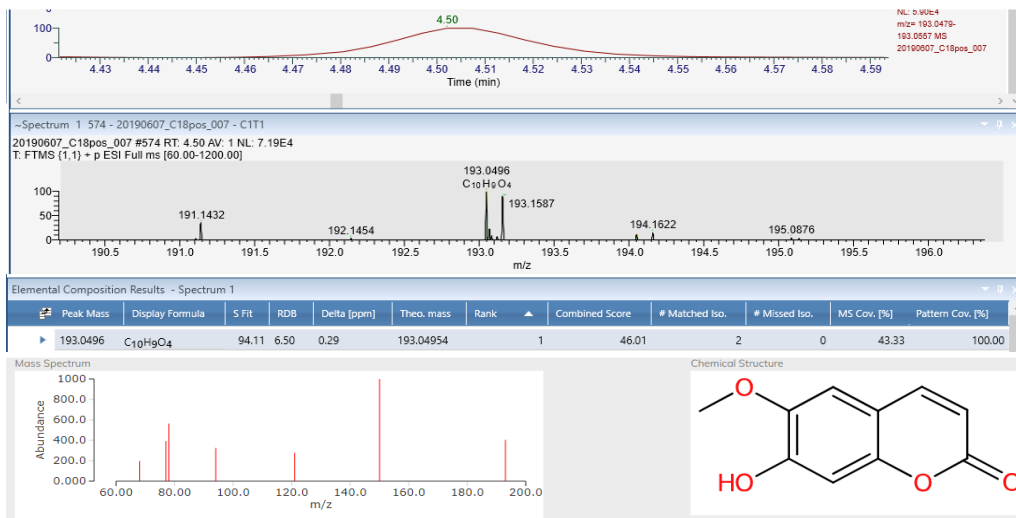 NL: 5.90E4
m/z= 193.0479-
193.0557 MS
20190607_C18pos_007
4.50
100
0
4.43 4.44 4.45 4.46 4.47 4.48 4.49 4.50 4.51 4.52 4.53 4.54 4.55 4.56 4.57 4.58 4.59
Time (min)
~Spectrum 1 574 - 20190607_C18pos_007 - C1T1
20190607_C18pos_007 #574 RT: 4.50 AV: 1 NL: 7.19E4
T: FTMS {1,1} + p ESI Full ms [60.00-1200.00]
193.0496
C10H9O4
193.1587
191.1432
192.1454
194.1622
195.0876
100
50
0
190.5 191.0 191.5 192.0 192.5 193.0 193.5 194.0 194.5 195.0 195.5 196.0
m/z
Elemental Composition Results - Spectrum 1
Peak Mass Display Formula S Fit RDB Delta [ppm] Theo. mass Rank Combined Score # Matched Iso. # Missed Iso. MS Cov. [%] Pattern Cov. [%]
193.0496 C10H9O4 94.11 6.50 0.29 193.04954 1 46.01 2 0 43.33 100.00
Mass Spectrum
Abundance
1000
800.0
600.0
400.0
200.0
0.000
60.00 80.00 100.0 120.0 140.0 160.0 180.0 200.0
m/z
Chemical Structure
O
HO
O
O